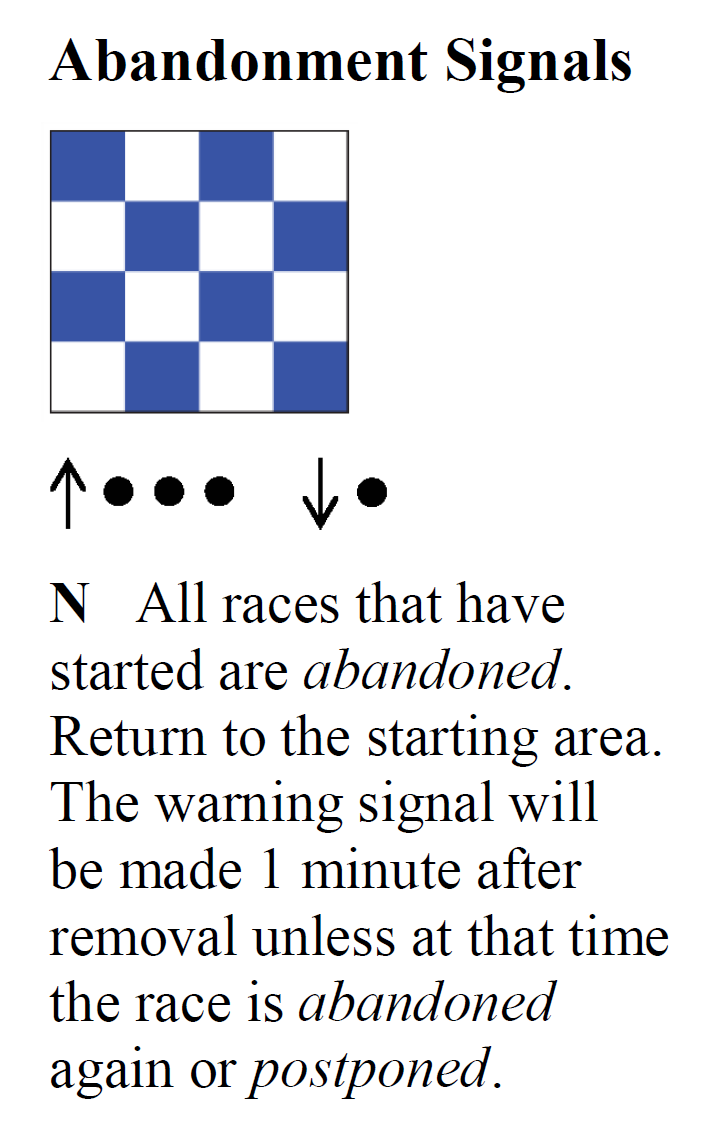 Abandonment Signals
↑ ● ● ● ↓ ●
N All races that have
started are abandoned.
Return to the starting area.
The warning signal will
be made 1 minute after
removal unless at that time
the race is abandoned
again or postponed.